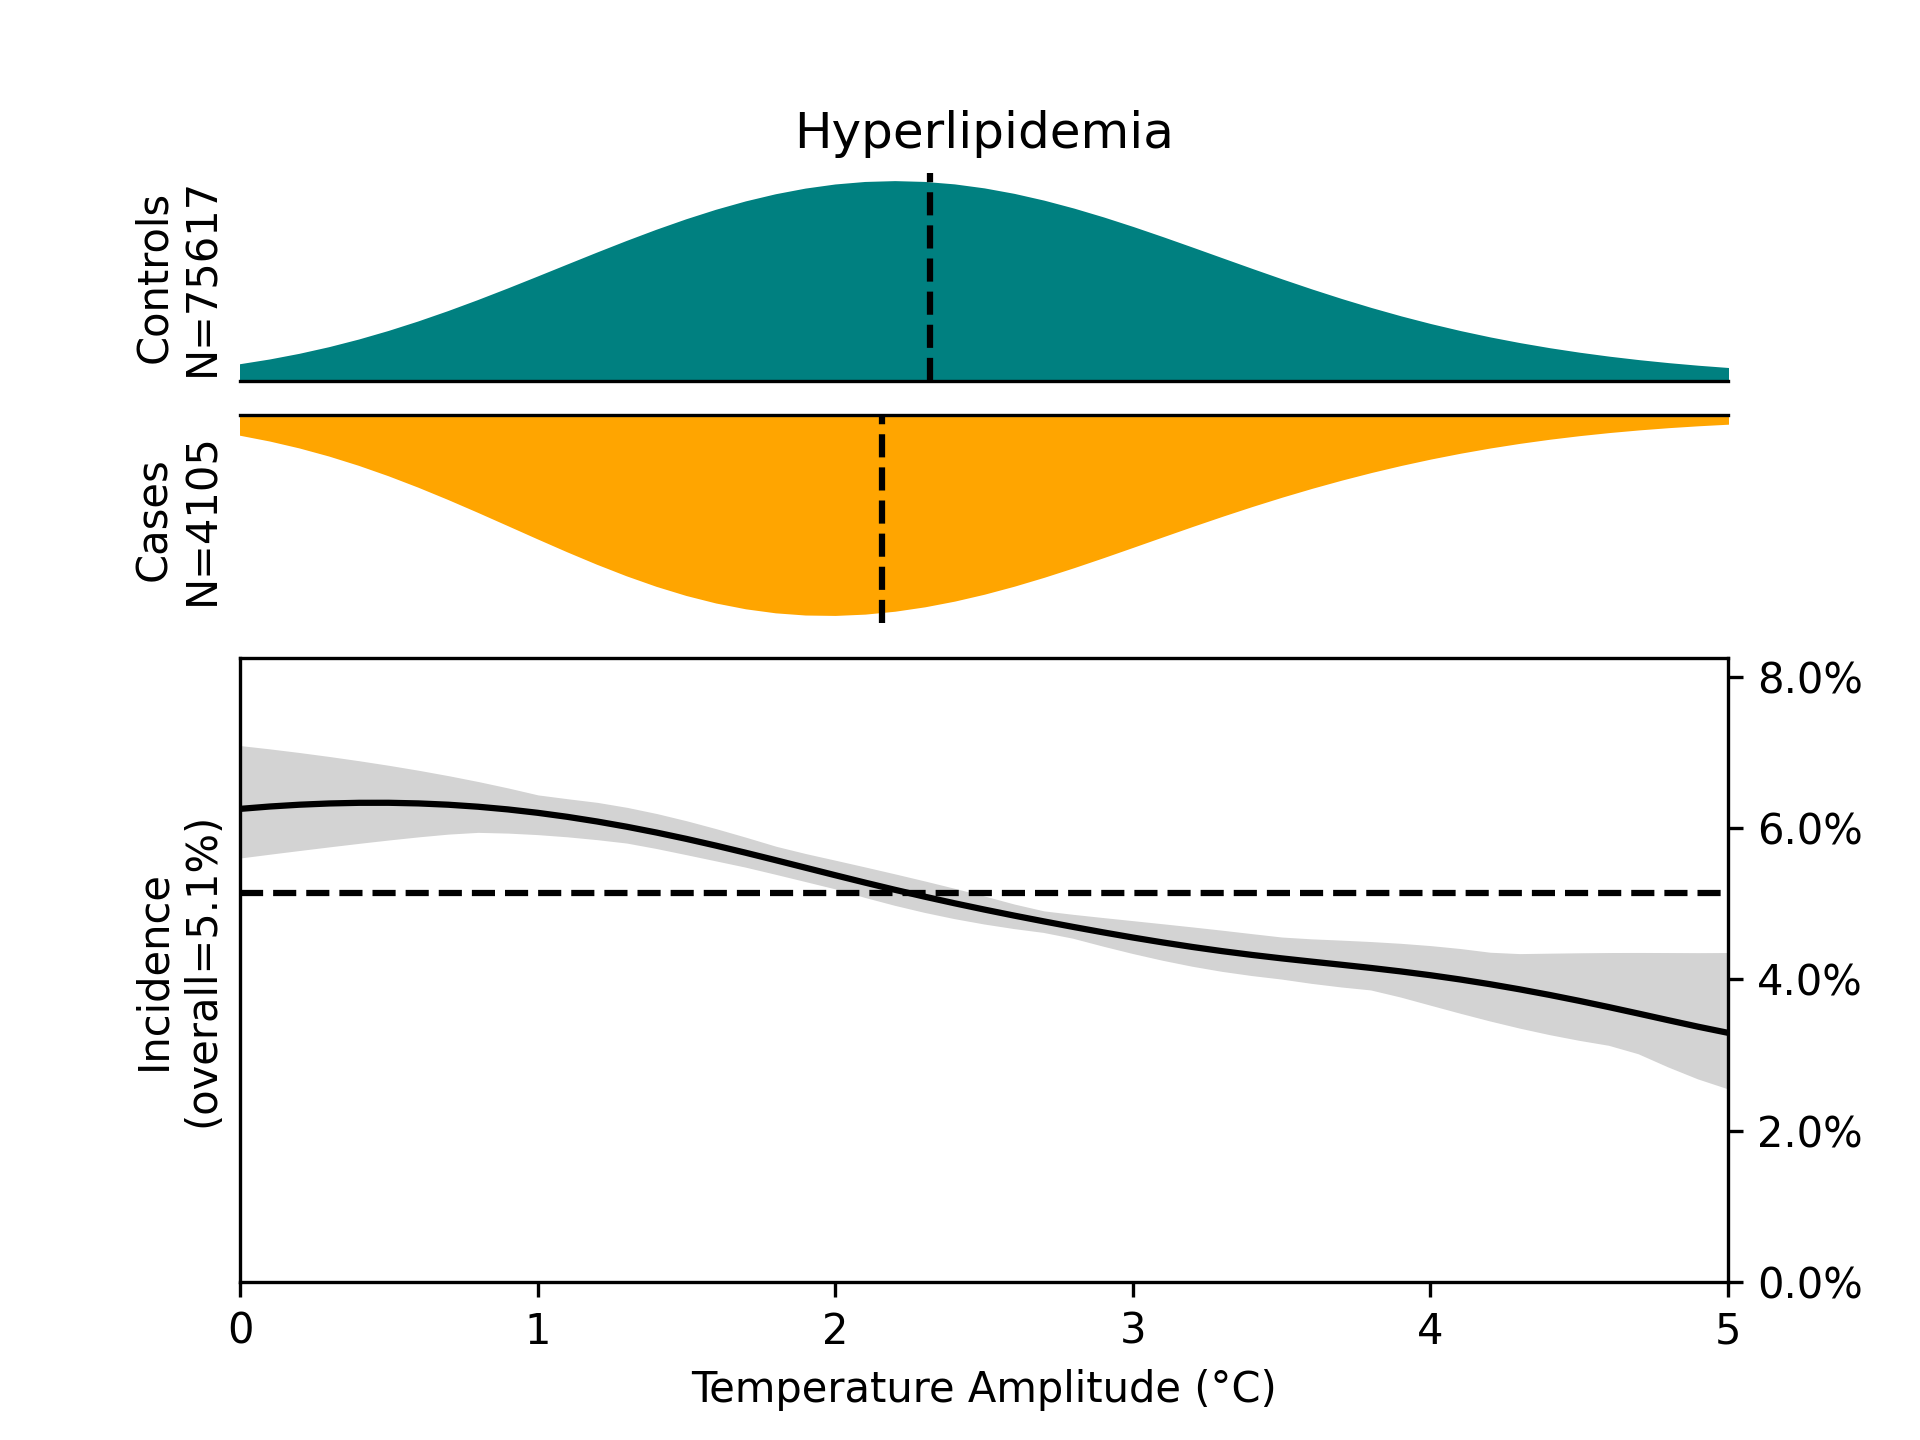 Hyperlipidemia
Controls
N=75617
Cases
N=4105
Incidence
(overall=5.1%)
8.0%
6.0%
4.0%
2.0%
0.0%
0 1 2 3 4 5
Temperature Amplitude (°C)